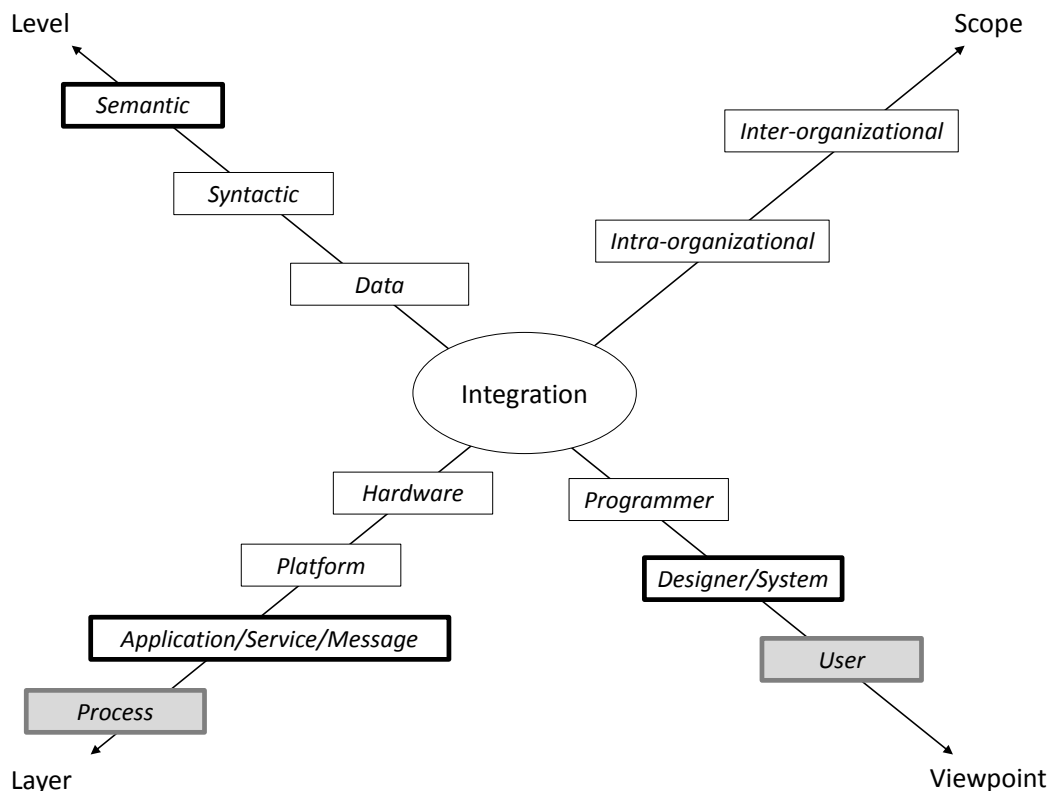 Level
Scope
Semantic
Inter-organizational
Syntactic
Intra-organizational
Data
Integration
Hardware
Programmer
Platform
Designer/System
Application/Service/Message
User
Process
Layer
Viewpoint